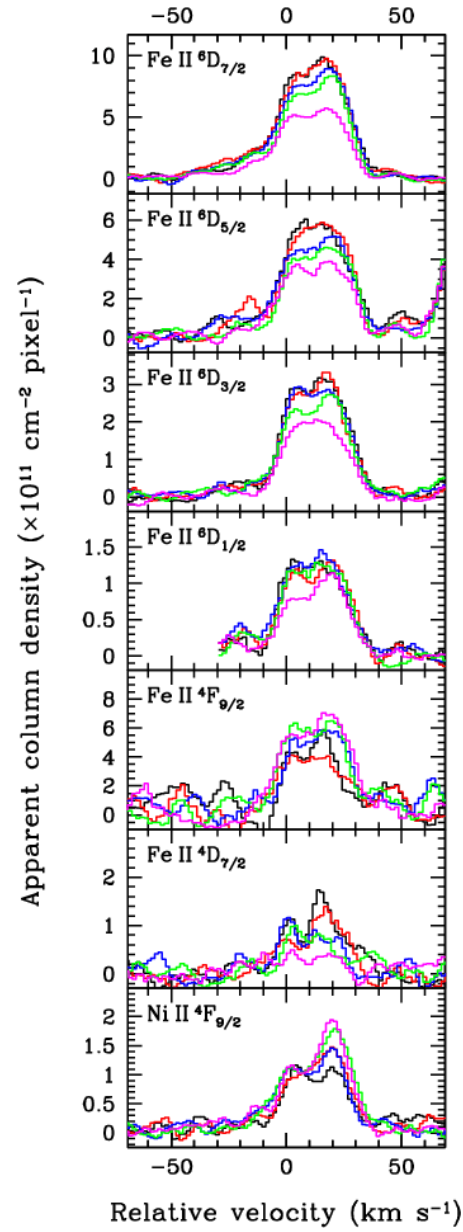 −50 0 50
Fe II ⁶D₇/₂
10
5
0
Fe II ⁶D₅/₂
6
4
2
0
Fe II ⁶D₃/₂
3
2
1
0
Fe II ⁶D₁/₂
1.5
1
0.5
0
Fe II ⁴F₉/₂
8
6
4
2
0
Fe II ⁴D₇/₂
2
1
0
Ni II ⁴F₉/₂
2
1.5
1
0.5
0
−50 0 50
Apparent column density (×10¹¹ cm⁻² pixel⁻¹)
Relative velocity (km s⁻¹)